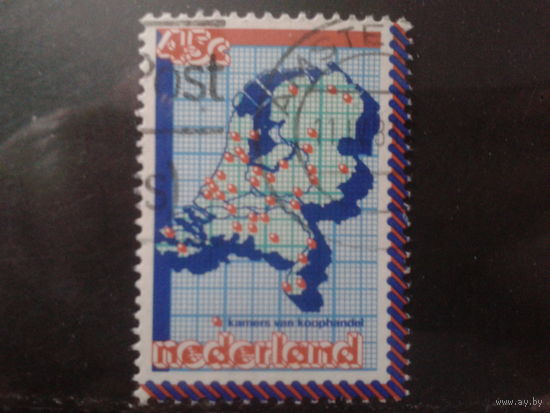 45c
Post
kamers van koophandel
nederland
www.ay.by